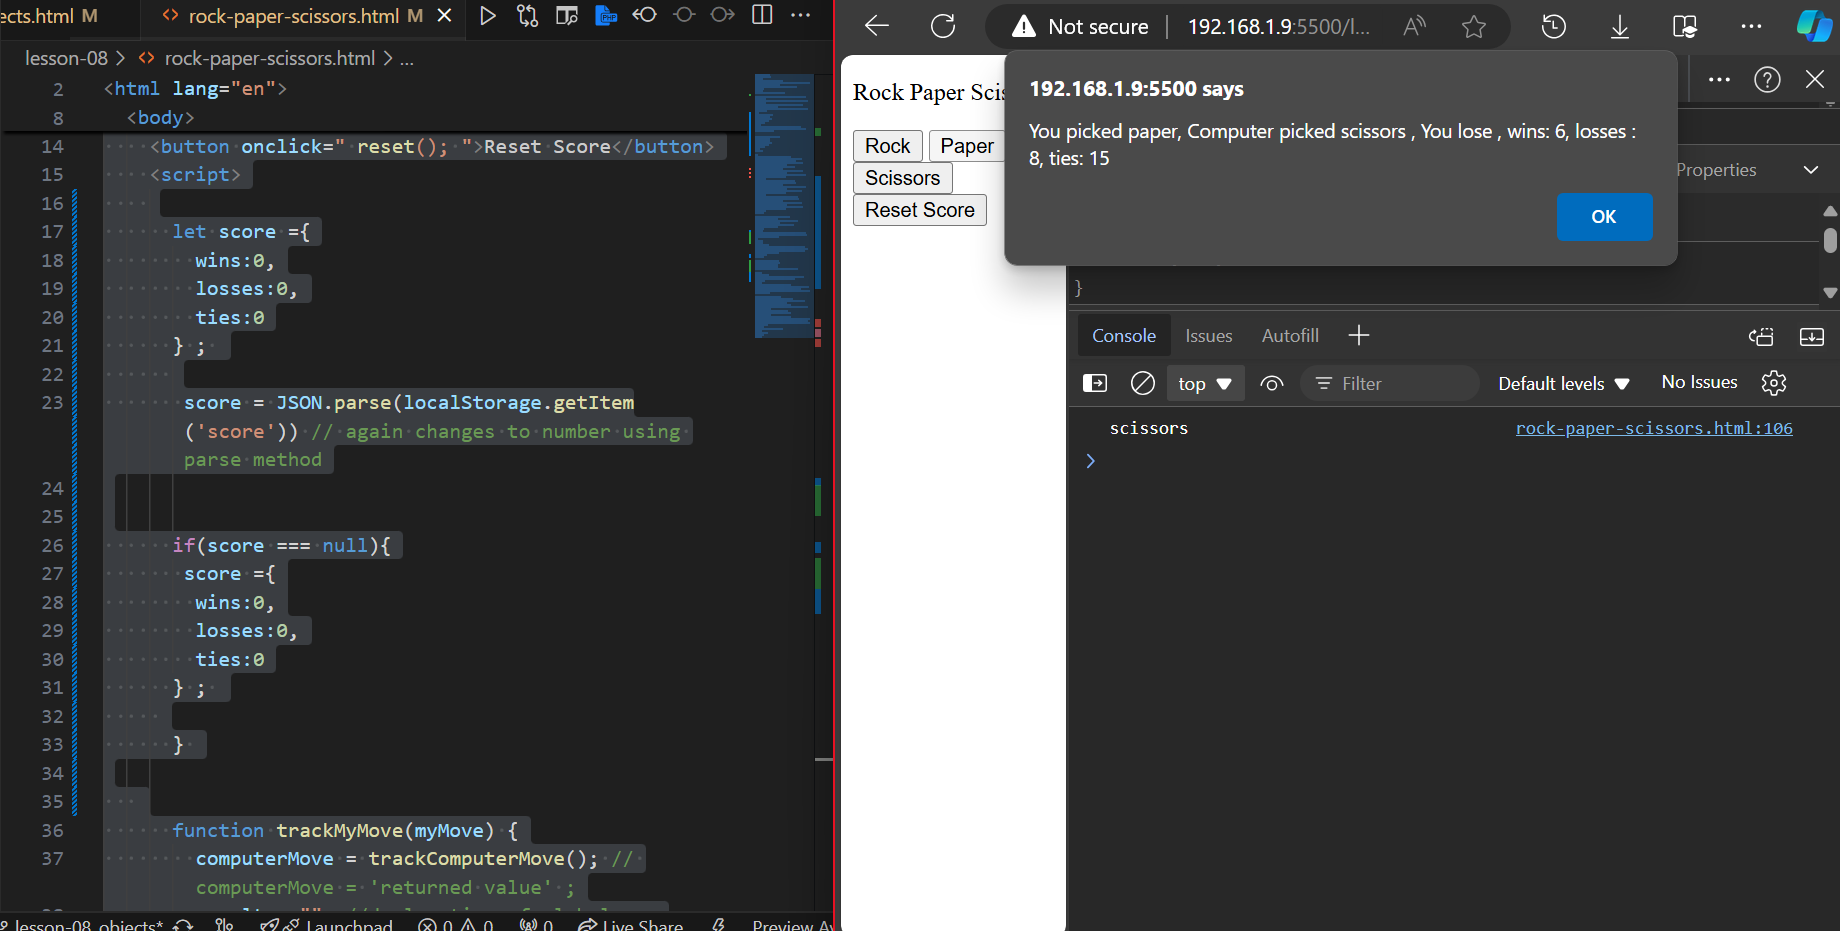 ects.html M
<> rock-paper-scissors.html M
lesson-08 > <> rock-paper-scissors.html > ...
2 <html lang="en">
8 <body>
14 <button onclick=" reset(); ">Reset Score</button>
15 <script>
16
17 let score ={
18 wins:0,
19 losses:0,
20 ties:0
21 } ;
22
23 score = JSON.parse(localStorage.getItem
('score')) // again changes to number using
parse method
24
25
26 if(score === null){
27 score ={
28 wins:0,
29 losses:0,
30 ties:0
31 } ;
32
33 }
34
35
36 function trackMyMove(myMove) {
37 computerMove = trackComputerMove(); //
computerMove = 'returned value' ;
lesson-08 objects* Launchpad 0 0 0 Live Share Preview Av
Not secure | 192.168.1.9:5500/l...
Rock Paper Scis
Rock Paper
Scissors
Reset Score
192.168.1.9:5500 says
You picked paper, Computer picked scissors , You lose , wins: 6, losses :
8, ties: 15
OK
Properties
}
Console Issues Autofill
top Filter Default levels No Issues
scissors rock-paper-scissors.html:106